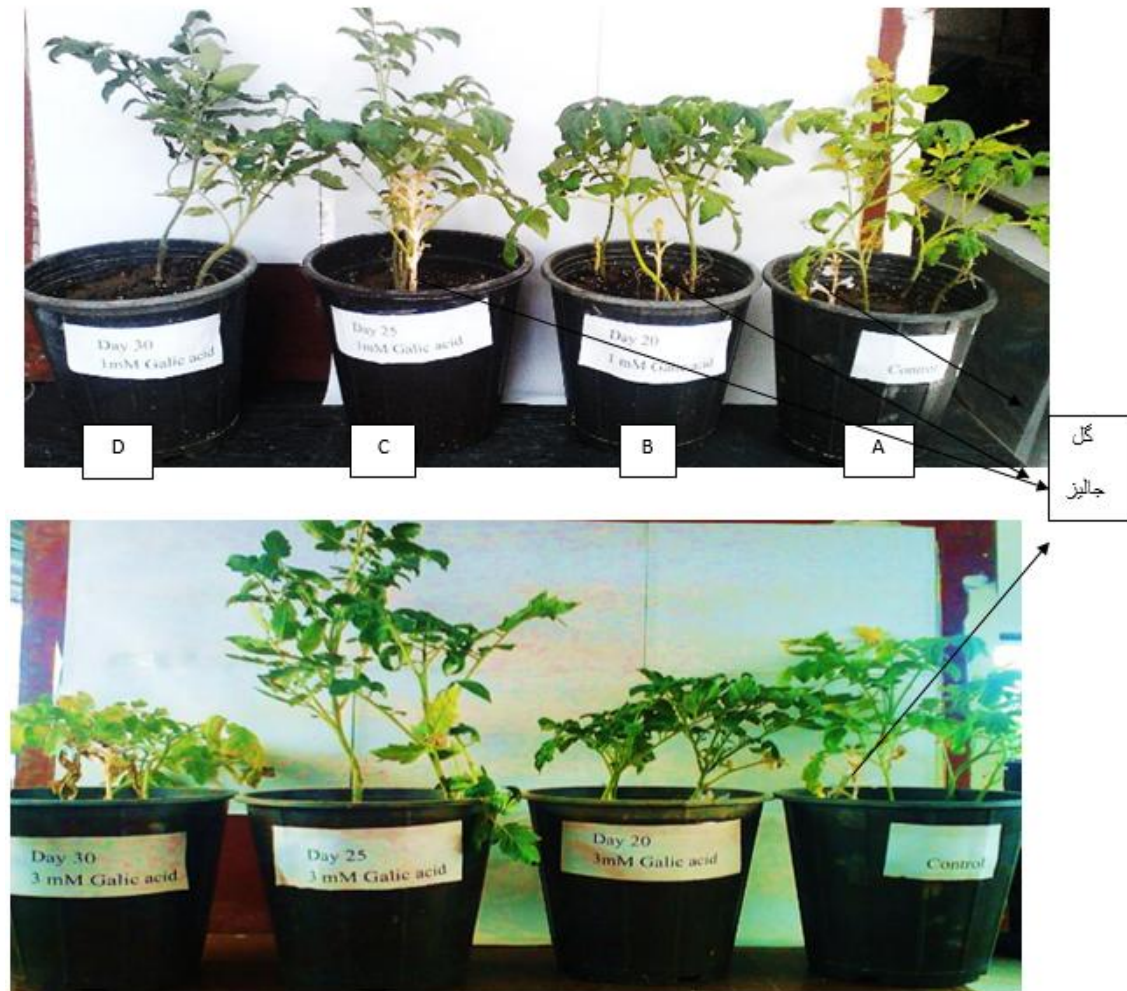 Day 30
1mM Galic acid
Day 25
1mM Galic acid
Day 20
1 mM Galic acid
Control
D
C
B
A
گل
جالیز
Day 30
3 mM Galic acid
Day 25
3 mM Galic acid
Day 20
3mM Galic acid
Control